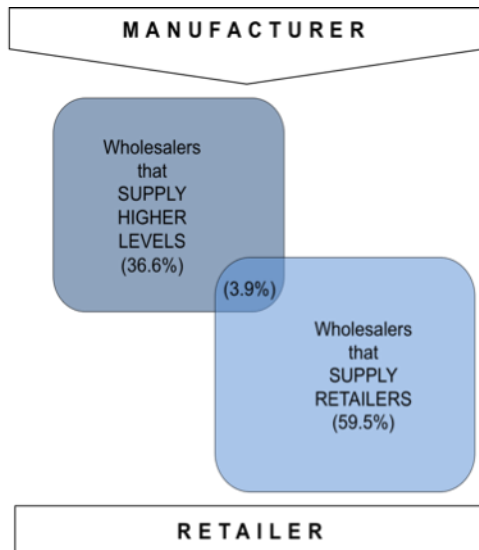 MANUFACTURER
Wholesalers
that
SUPPLY
HIGHER
LEVELS
(36.6%)
(3.9%)
Wholesalers
that
SUPPLY
RETAILERS
(59.5%)
RETAILER